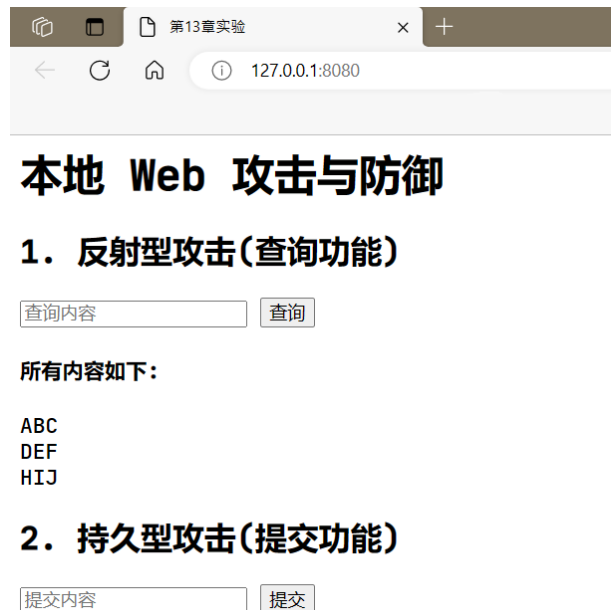 第13章实验
127.0.0.1:8080
本地 Web 攻击与防御
1. 反射型攻击(查询功能)
查询内容 查询
所有内容如下:
ABC
DEF
HIJ
2. 持久型攻击(提交功能)
提交内容 提交